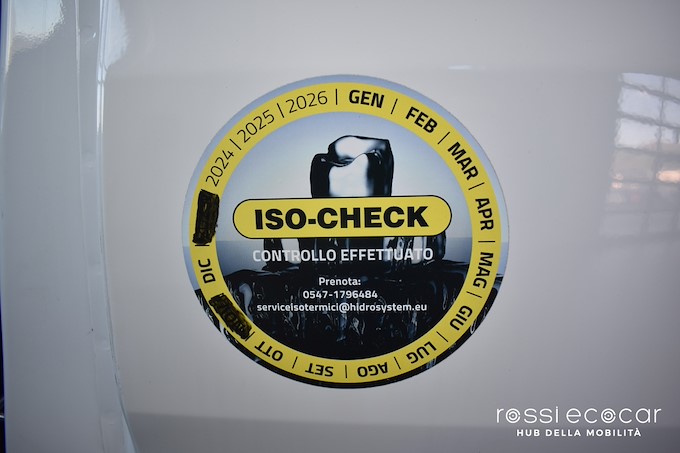 2024 | 2025 | 2026 | GEN | FEB | MAR | APR | MAG | GIU | LUG | AGO | SET | OTT
DIC
ISO-CHECK
CONTROLLO EFFETTUATO
Prenota:
0547-1796484
serviceisotermici@hidrosystem.eu
rossi ecocar
HUB DELLA MOBILITÀ